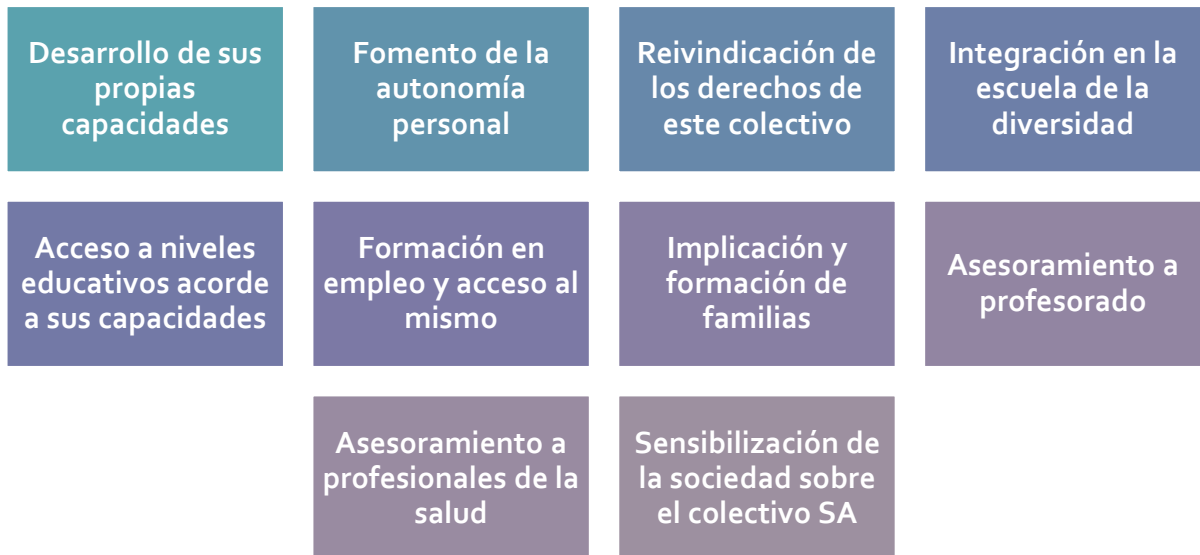 Desarrollo de sus
propias
capacidades
Fomento de la
autonomía
personal
Reivindicación de
los derechos de
este colectivo
Integración en la
escuela de la
diversidad
Acceso a niveles
educativos acorde
a sus capacidades
Formación en
empleo y acceso al
mismo
Implicación y
formación de
familias
Asesoramiento a
profesorado
Asesoramiento a
profesionales de la
salud
Sensibilización de
la sociedad sobre
el colectivo SA